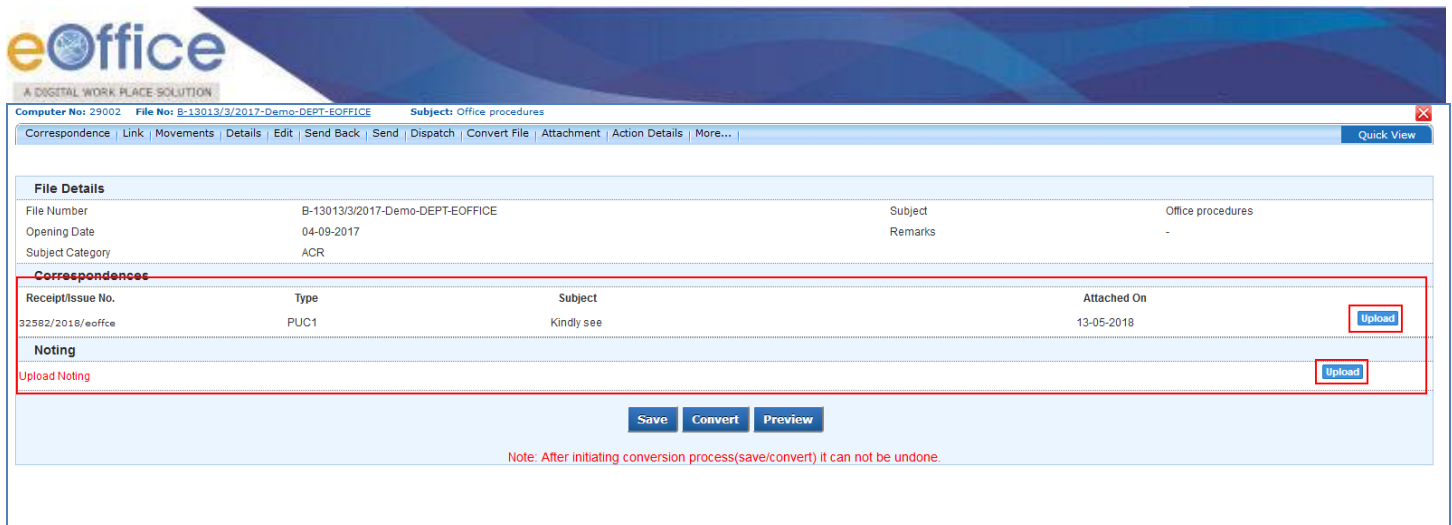 eOffice
A DIGITAL WORK PLACE SOLUTION
Computer No: 29002 File No: B-13013/3/2017-Demo-DEPT-EOFFICE Subject: Office procedures
Correspondence | Link | Movements | Details | Edit | Send Back | Send | Dispatch | Convert File | Attachment | Action Details | More... | Quick View
File Details
File Number B-13013/3/2017-Demo-DEPT-EOFFICE Subject Office procedures
Opening Date 04-09-2017 Remarks -
Subject Category ACR
Correspondences
Receipt/Issue No. Type Subject Attached On
32582/2018/eoffce PUC1 Kindly see 13-05-2018 Upload
Noting
Upload Noting Upload
Save Convert Preview
Note: After initiating conversion process(save/convert) it can not be undone.